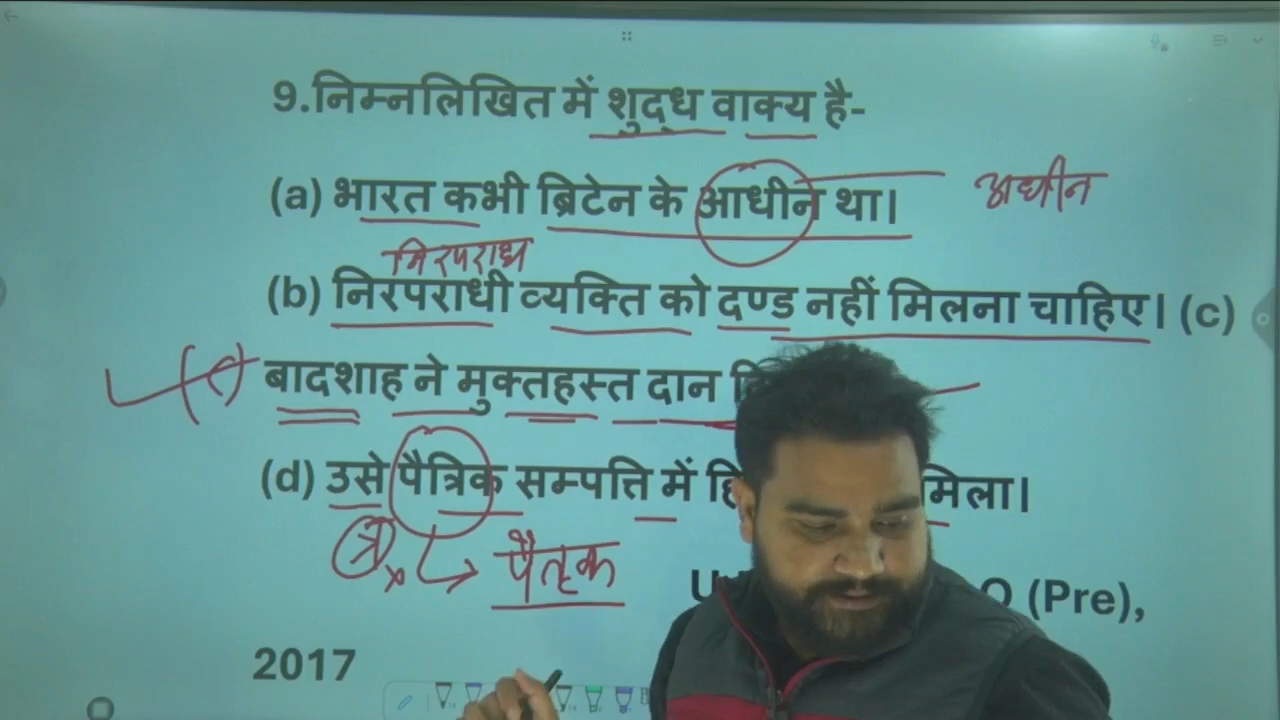 9.निम्नलिखित में शुद्ध वाक्य है-
(a) भारत कभी ब्रिटेन के आधीन था। अधीन
निरपराध
(b) निरपराधी व्यक्ति को दण्ड नहीं मिलना चाहिए। (c)
(c) बादशाह ने मुक्तहस्त दान
(d) उसे पैत्रिक सम्पत्ति में मिला।
त्रि x पैतृक
(Pre),
2017